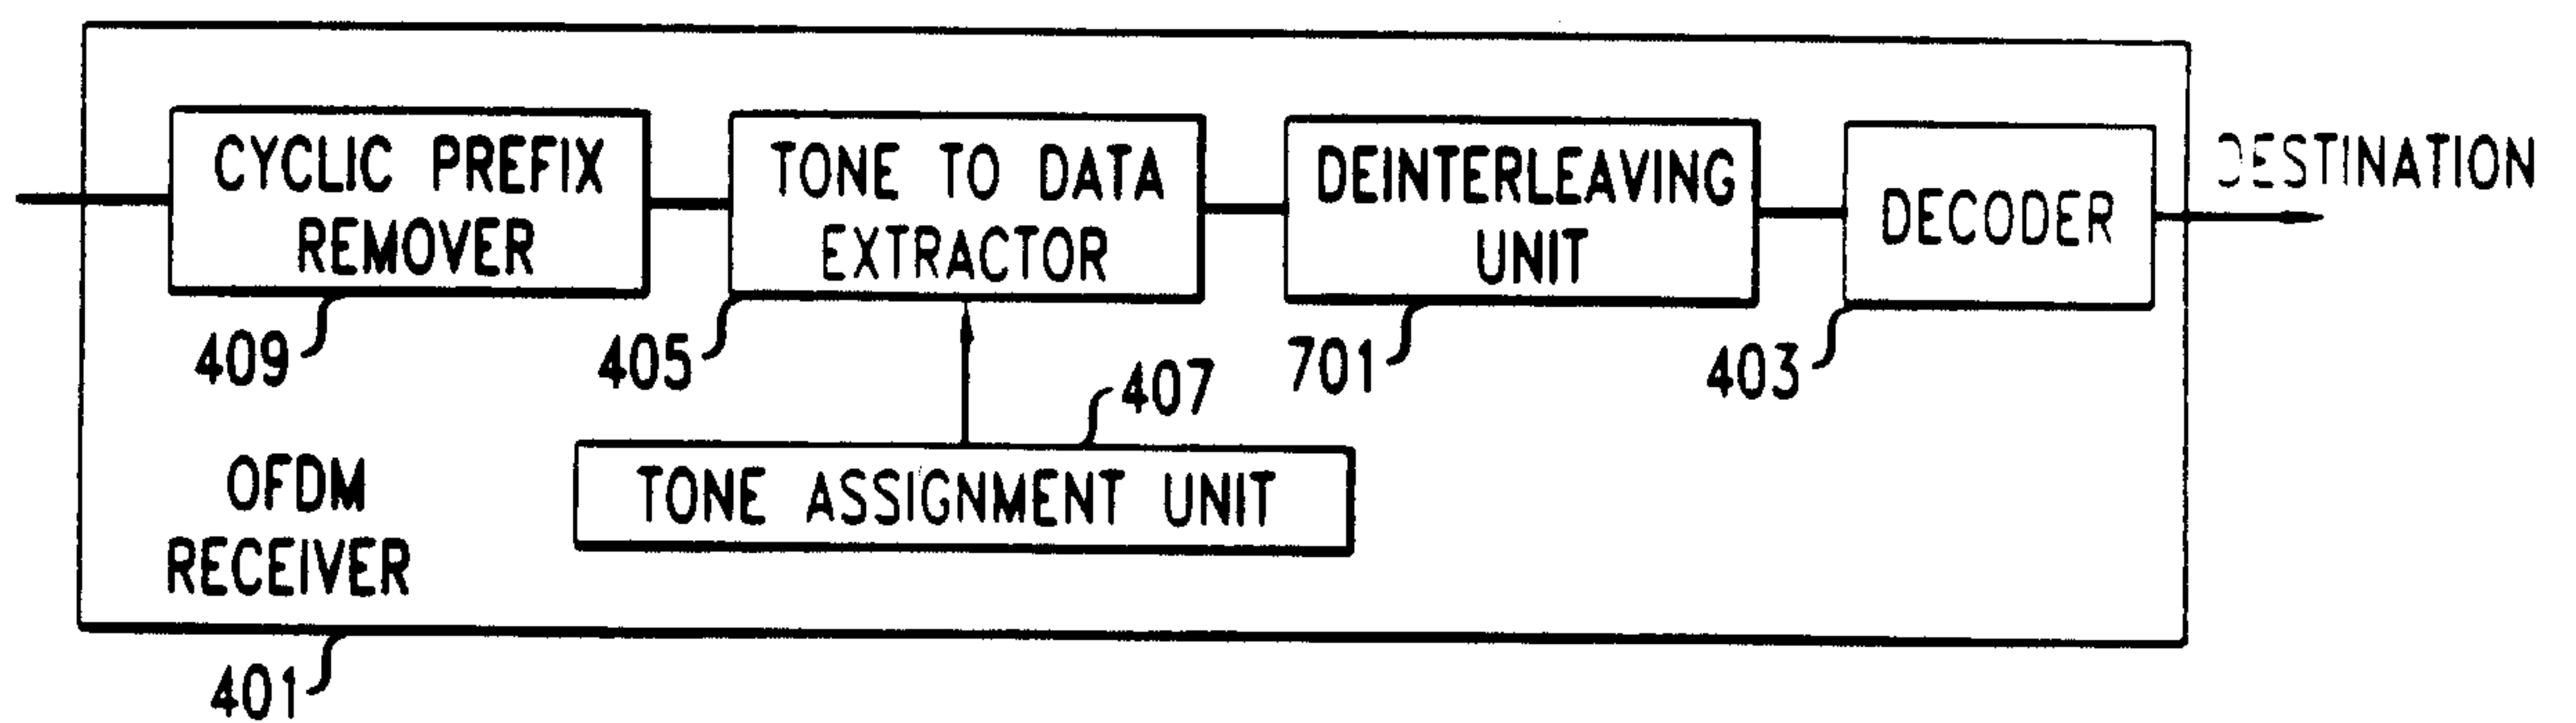 CYCLIC PREFIX
REMOVER
409
TONE TO DATA
EXTRACTOR
405
DEINTERLEAVING
UNIT
701
DECODER
403
DESTINATION
407
TONE ASSIGNMENT UNIT
OFDM
RECEIVER
401